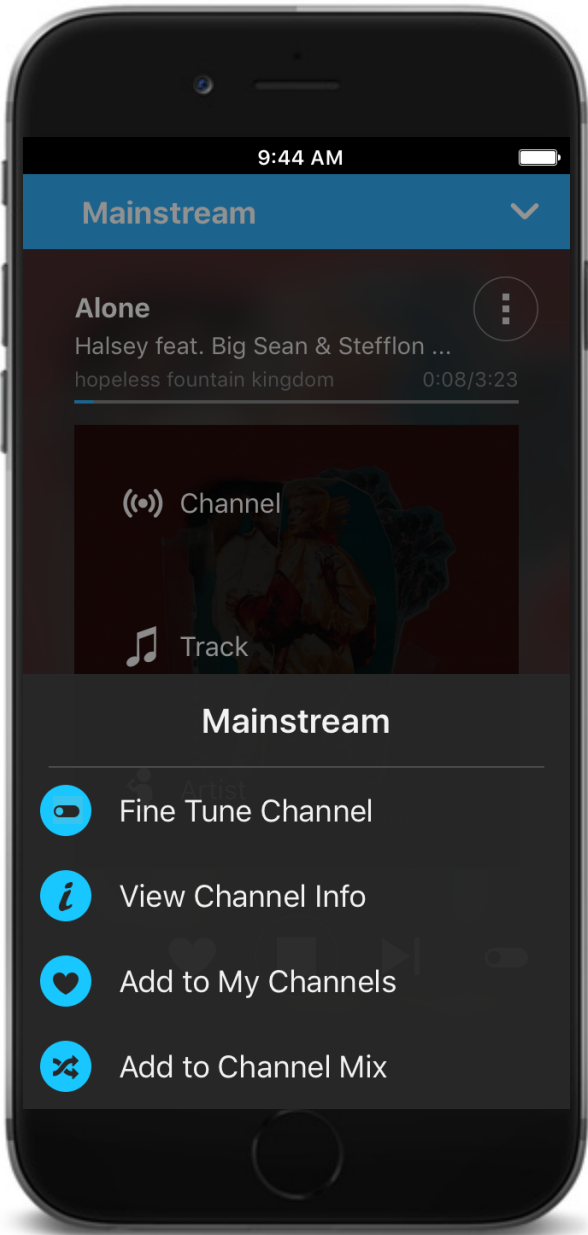 9:44 AM
Mainstream
Alone
Halsey feat. Big Sean & Stefflon ...
hopeless fountain kingdom 0:08/3:23
Channel
Track
Mainstream
Artist
Fine Tune Channel
View Channel Info
Add to My Channels
Add to Channel Mix